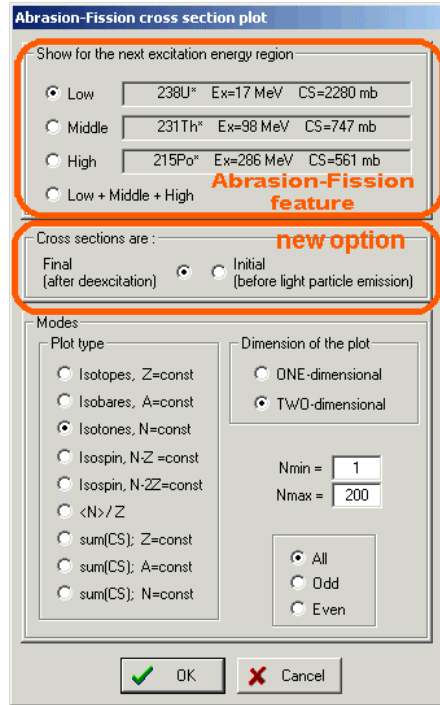 Abrasion-Fission cross section plot
Show for the next excitation energy region
Low 238U* Ex=17 MeV CS=2280 mb
Middle 231Th* Ex=98 MeV CS=747 mb
High 215Po* Ex=286 MeV CS=561 mb
Low + Middle + High
Abrasion-Fission
feature
Cross sections are :
new option
Final
(after deexcitation)
Initial
(before light particle emission)
Modes
Plot type
Isotopes, Z=const
Isobares, A=const
Isotones, N=const
Isospin, N-Z =const
Isospin, N-2Z=const
<N>/Z
sum(CS); Z=const
sum(CS); A=const
sum(CS); N=const
Dimension of the plot
ONE-dimensional
TWO-dimensional
Nmin = 1
Nmax = 200
All
Odd
Even
OK
Cancel